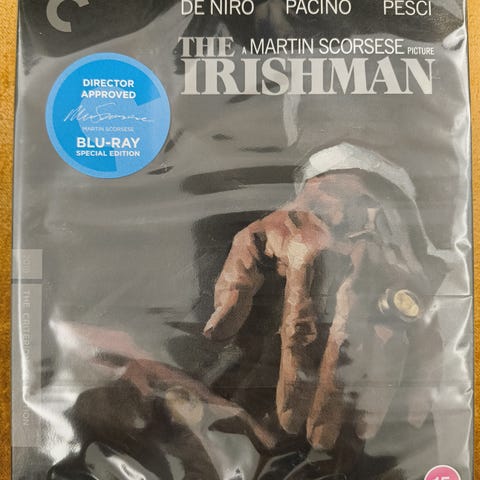 DE NIRO PACINO PESCI
THE A MARTIN SCORSESE PICTURE
IRISHMAN
DIRECTOR
APPROVED
MARTIN SCORSESE
BLU-RAY
SPECIAL EDITION
THE CRITERION COLLECTION
15